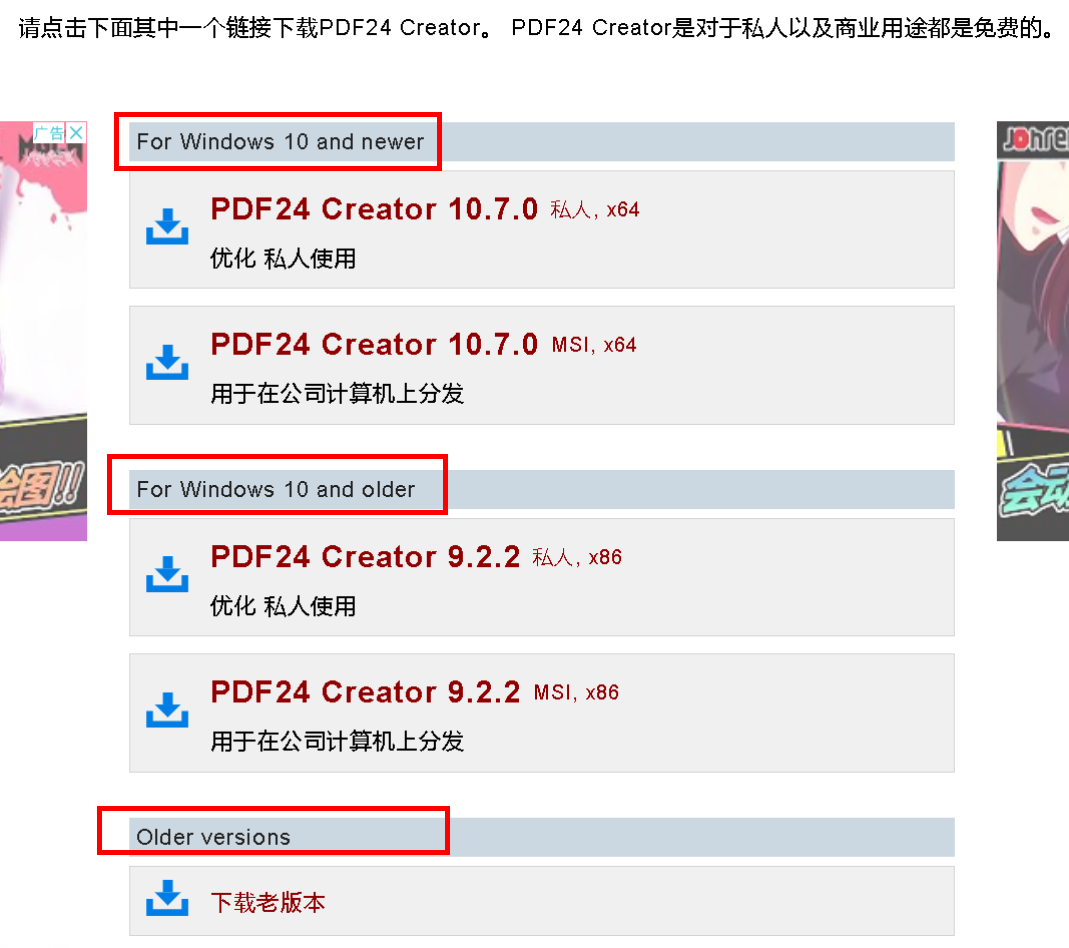 请点击下面其中一个链接下载PDF24 Creator。 PDF24 Creator是对于私人以及商业用途都是免费的。
广告
For Windows 10 and newer
PDF24 Creator 10.7.0 私人, x64
优化 私人使用
PDF24 Creator 10.7.0 MSI, x64
用于在公司计算机上分发
绘图!!
For Windows 10 and older
PDF24 Creator 9.2.2 私人, x86
优化 私人使用
PDF24 Creator 9.2.2 MSI, x86
用于在公司计算机上分发
Older versions
下载老版本